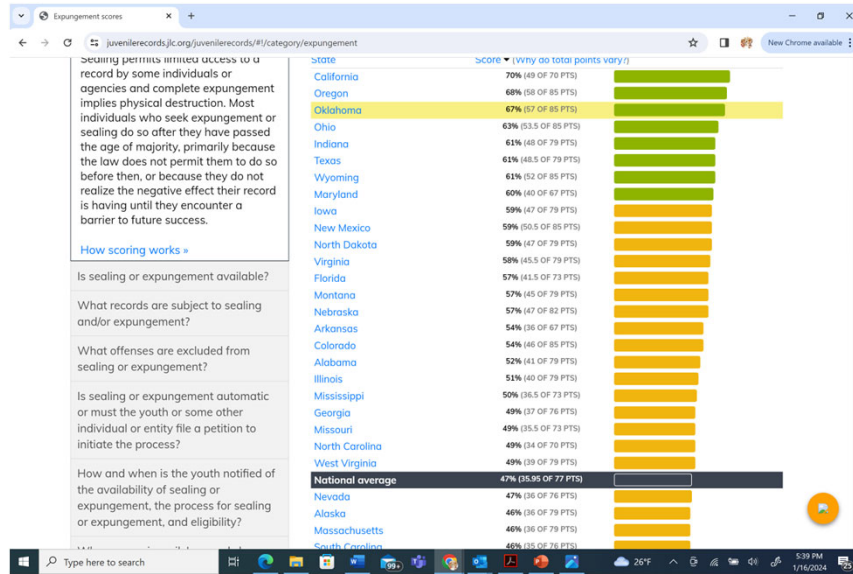 Expungement scores
juvenilerecords.jlc.org/juvenilerecords/#!/category/expungement
New Chrome available
Sealing permits limited access to a
record by some individuals or
agencies and complete expungement
implies physical destruction. Most
individuals who seek expungement or
sealing do so after they have passed
the age of majority, primarily because
the law does not permit them to do so
before then, or because they do not
realize the negative effect their record
is having until they encounter a
barrier to future success.
How scoring works »
Is sealing or expungement available?
What records are subject to sealing
and/or expungement?
What offenses are excluded from
sealing or expungement?
Is sealing or expungement automatic
or must the youth or some other
individual or entity file a petition to
initiate the process?
How and when is the youth notified of
the availability of sealing or
expungement, the process for sealing
or expungement, and eligibility?
State Score ▼ (Why do total points vary?)
California 70% (49 OF 70 PTS)
Oregon 68% (58 OF 85 PTS)
Oklahoma 67% (57 OF 85 PTS)
Ohio 63% (53.5 OF 85 PTS)
Indiana 61% (48 OF 79 PTS)
Texas 61% (48.5 OF 79 PTS)
Wyoming 61% (52 OF 85 PTS)
Maryland 60% (40 OF 67 PTS)
Iowa 59% (47 OF 79 PTS)
New Mexico 59% (50.5 OF 85 PTS)
North Dakota 59% (47 OF 79 PTS)
Virginia 58% (45.5 OF 79 PTS)
Florida 57% (41.5 OF 73 PTS)
Montana 57% (45 OF 79 PTS)
Nebraska 57% (47 OF 82 PTS)
Arkansas 54% (36 OF 67 PTS)
Colorado 54% (46 OF 85 PTS)
Alabama 52% (41 OF 79 PTS)
Illinois 51% (40 OF 79 PTS)
Mississippi 50% (36.5 OF 73 PTS)
Georgia 49% (37 OF 76 PTS)
Missouri 49% (35.5 OF 73 PTS)
North Carolina 49% (34 OF 70 PTS)
West Virginia 49% (39 OF 79 PTS)
National average 47% (35.95 OF 77 PTS)
Nevada 47% (36 OF 76 PTS)
Alaska 46% (36 OF 79 PTS)
Massachusetts 46% (36 OF 79 PTS)
South Carolina 46% (35 OF 76 PTS)
Type here to search
99+
26°F
5:39 PM
1/16/2024
25